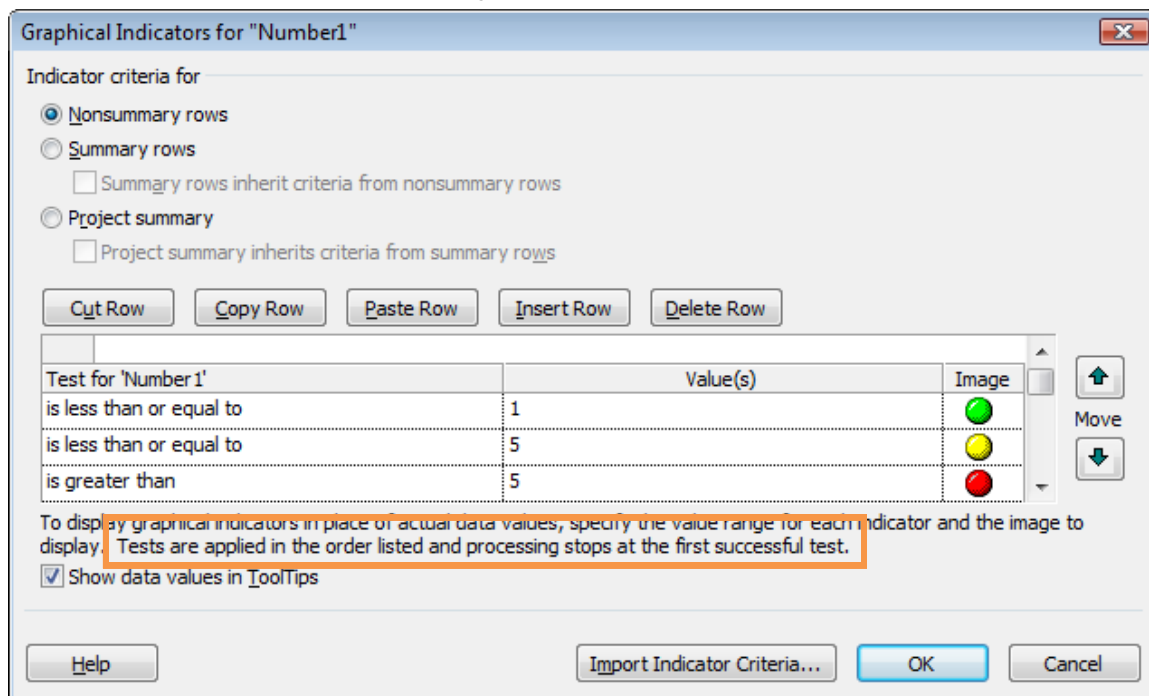 Graphical Indicators for "Number1"
Indicator criteria for
Nonsummary rows
Summary rows
Summary rows inherit criteria from nonsummary rows
Project summary
Project summary inherits criteria from summary rows
Cut Row Copy Row Paste Row Insert Row Delete Row
Test for 'Number1' Value(s) Image
is less than or equal to 1
Move
is less than or equal to 5
is greater than 5
To display graphical indicators in place of actual data values, specify the value range for each indicator and the image to
display. Tests are applied in the order listed and processing stops at the first successful test.
Show data values in ToolTips
Help Import Indicator Criteria... OK Cancel